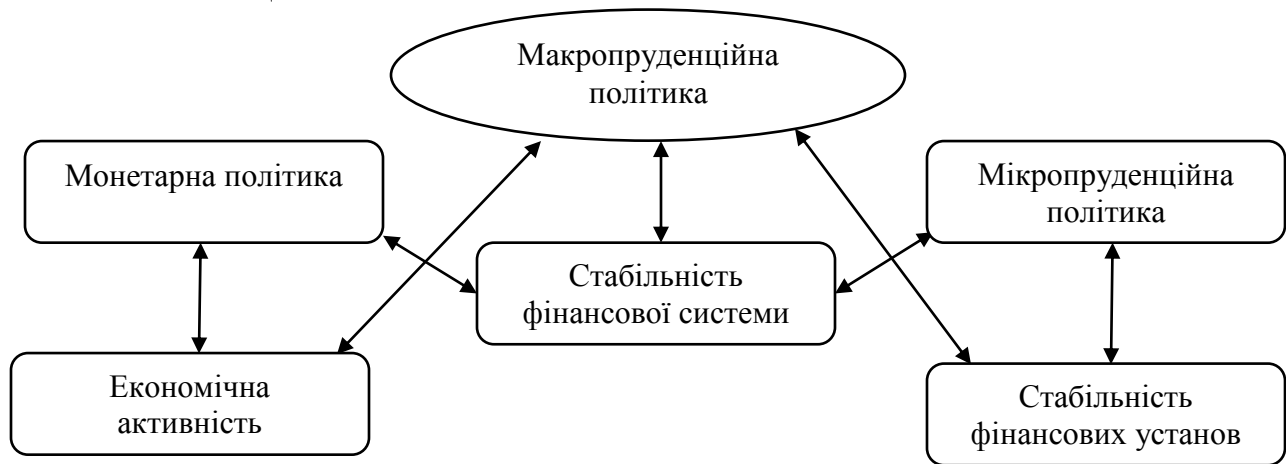 Макропруденційна
політика
Монетарна політика
Мікропруденційна
політика
Стабільність
фінансової системи
Економічна
активність
Стабільність
фінансових установ